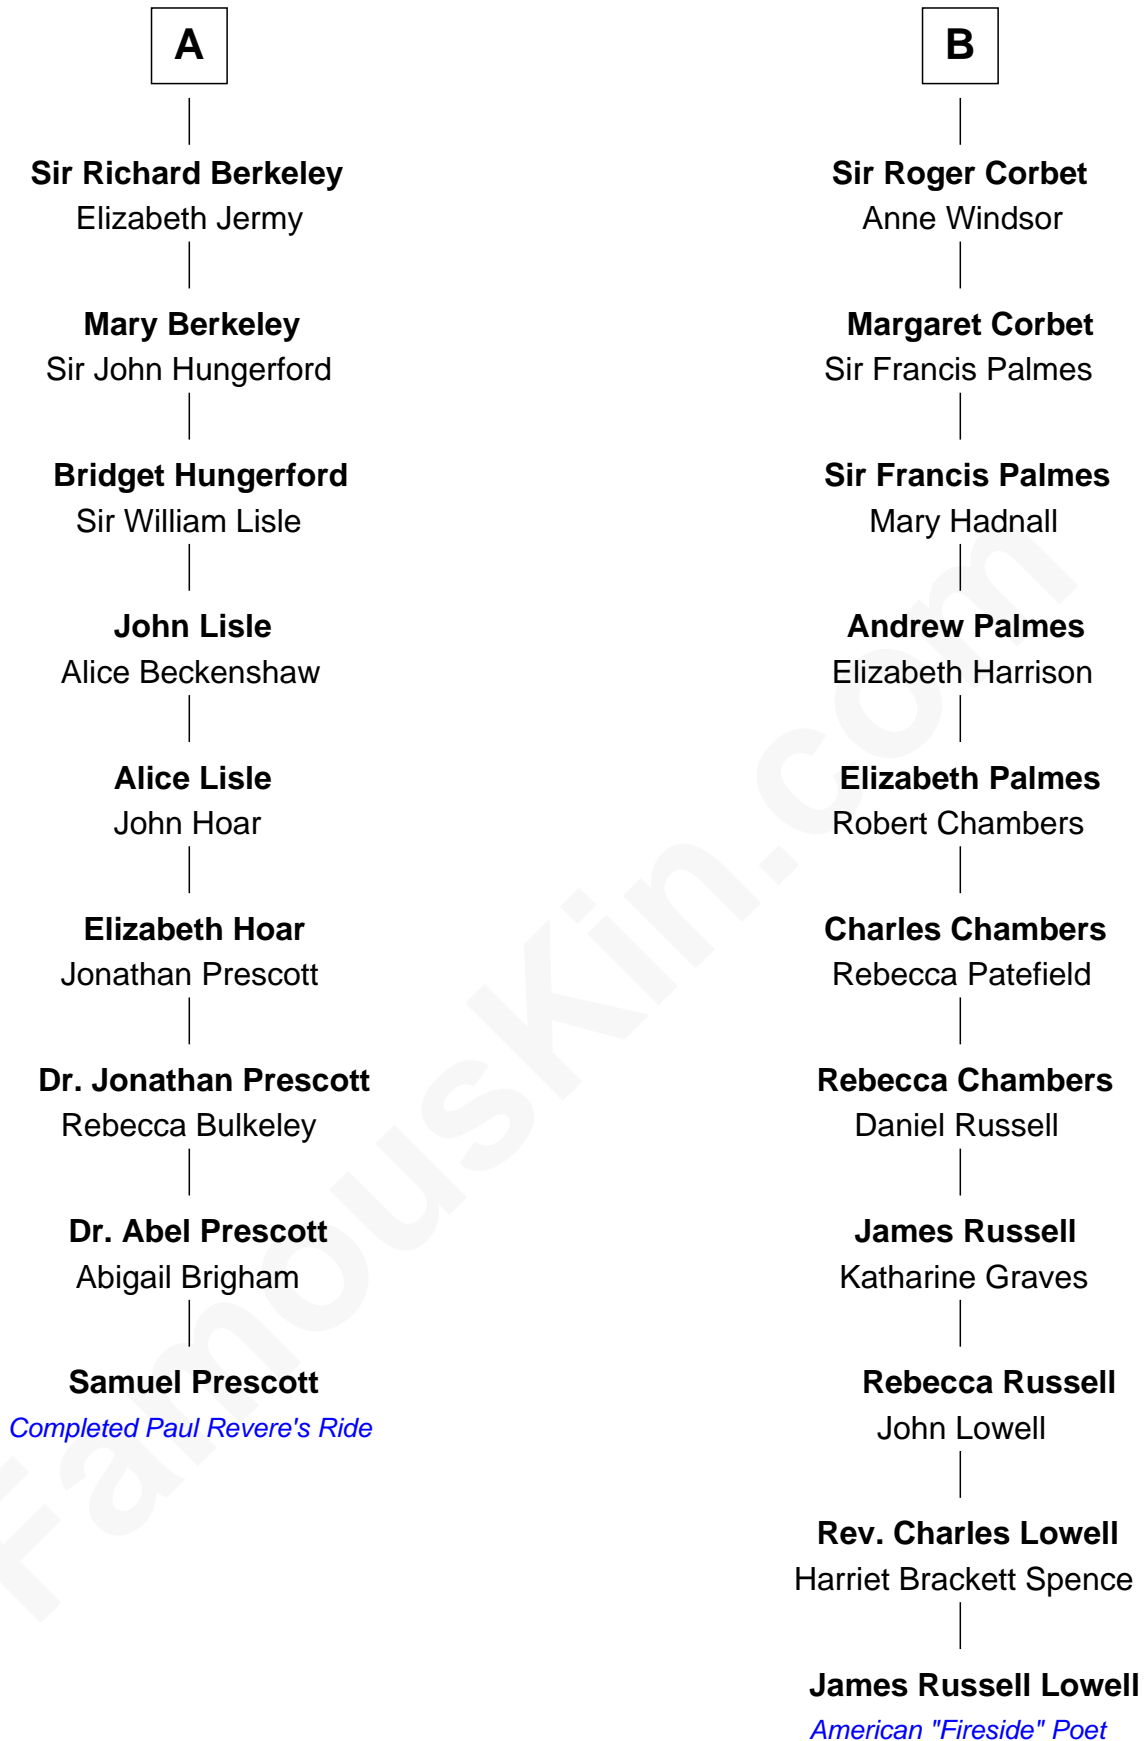 A
Sir Richard Berkeley
Elizabeth Jermy
Mary Berkeley
Sir John Hungerford
Bridget Hungerford
Sir William Lisle
John Lisle
Alice Beckenshaw
Alice Lisle
John Hoar
Elizabeth Hoar
Jonathan Prescott
Dr. Jonathan Prescott
Rebecca Bulkeley
Dr. Abel Prescott
Abigail Brigham
Samuel Prescott
Completed Paul Revere's Ride
B
Sir Roger Corbet
Anne Windsor
Margaret Corbet
Sir Francis Palmes
Sir Francis Palmes
Mary Hadnall
Andrew Palmes
Elizabeth Harrison
Elizabeth Palmes
Robert Chambers
Charles Chambers
Rebecca Patefield
Rebecca Chambers
Daniel Russell
James Russell
Katharine Graves
Rebecca Russell
John Lowell
Rev. Charles Lowell
Harriet Brackett Spence
James Russell Lowell
American "Fireside" Poet
FamousKin.com